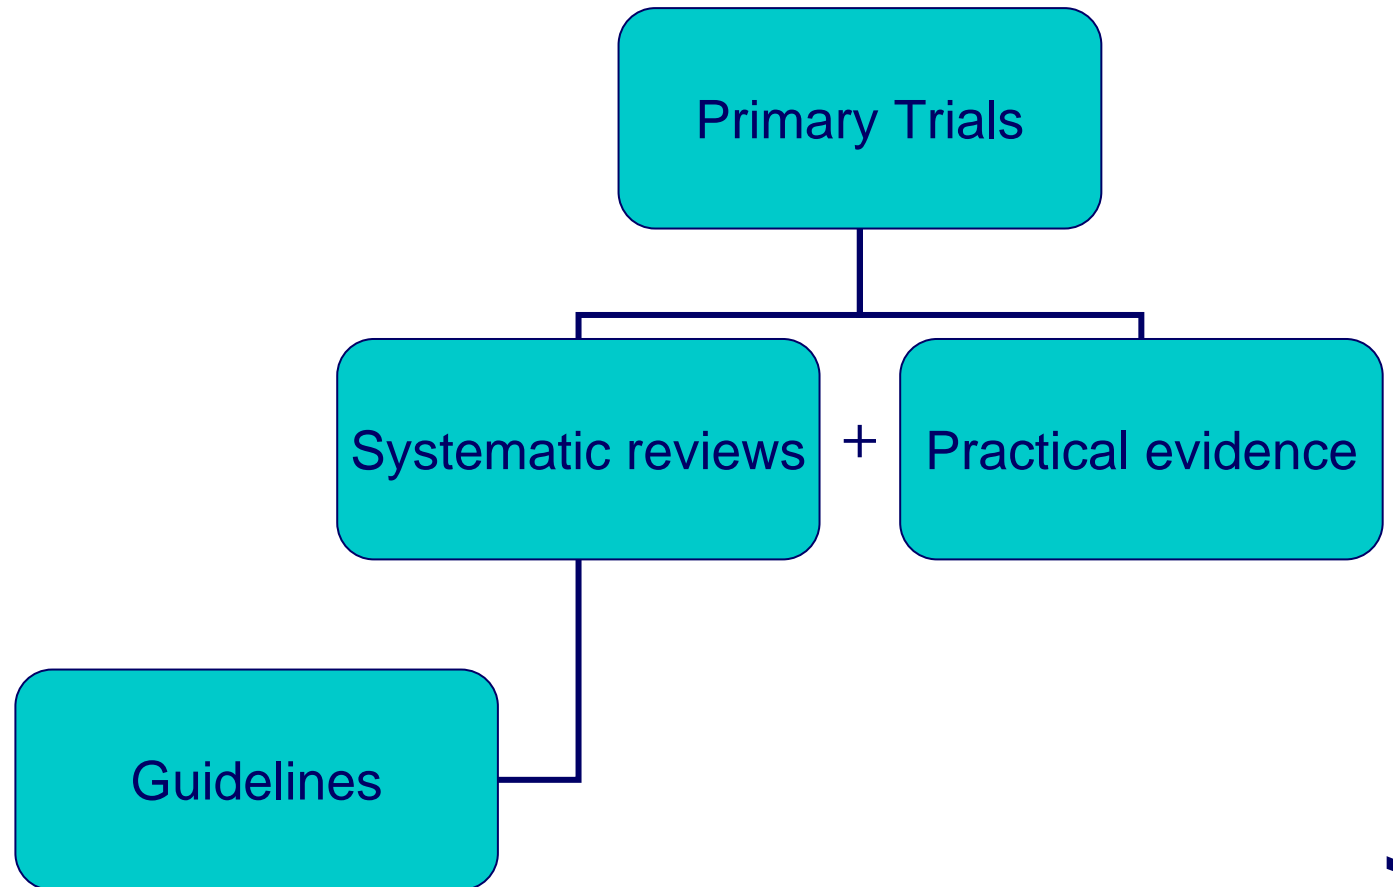 Primary Trials
Systematic reviews
+
Practical evidence
Guidelines